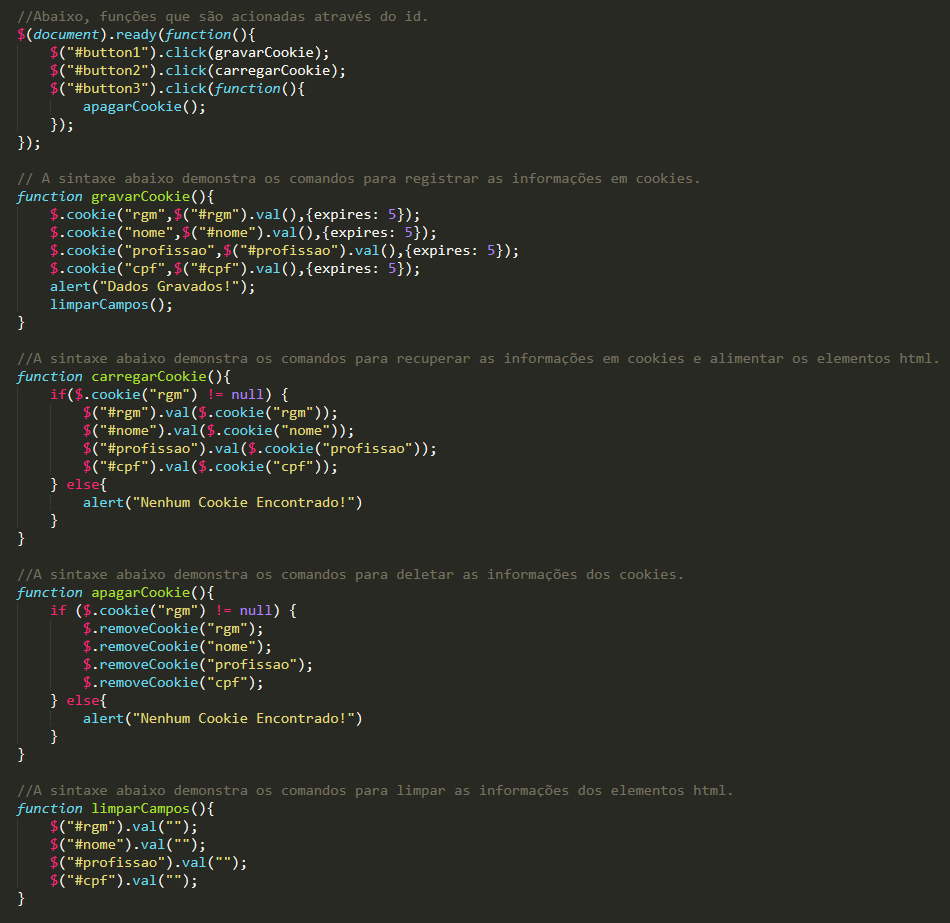 //Abaixo, funções que são acionadas através do id.
$(document).ready(function(){
    $("#button1").click(gravarCookie);
    $("#button2").click(carregarCookie);
    $("#button3").click(function(){
        apagarCookie();
    });
});

// A sintaxe abaixo demonstra os comandos para registrar as informações em cookies.
function gravarCookie(){
    $.cookie("rgm",$("#rgm").val(),{expires: 5});
    $.cookie("nome",$("#nome").val(),{expires: 5});
    $.cookie("profissao",$("#profissao").val(),{expires: 5});
    $.cookie("cpf",$("#cpf").val(),{expires: 5});
    alert("Dados Gravados!");
    limparCampos();
}

//A sintaxe abaixo demonstra os comandos para recuperar as informações em cookies e alimentar os elementos html.
function carregarCookie(){
    if($.cookie("rgm") != null) {
        $("#rgm").val($.cookie("rgm"));
        $("#nome").val($.cookie("nome"));
        $("#profissao").val($.cookie("profissao"));
        $("#cpf").val($.cookie("cpf"));
    } else{
        alert("Nenhum Cookie Encontrado!")
    }
}

//A sintaxe abaixo demonstra os comandos para deletar as informações dos cookies.
function apagarCookie(){
    if ($.cookie("rgm") != null) {
        $.removeCookie("rgm");
        $.removeCookie("nome");
        $.removeCookie("profissao");
        $.removeCookie("cpf");
    } else{
        alert("Nenhum Cookie Encontrado!")
    }
}

//A sintaxe abaixo demonstra os comandos para limpar as informações dos elementos html.
function limparCampos(){
    $("#rgm").val("");
    $("#nome").val("");
    $("#profissao").val("");
    $("#cpf").val("");
}